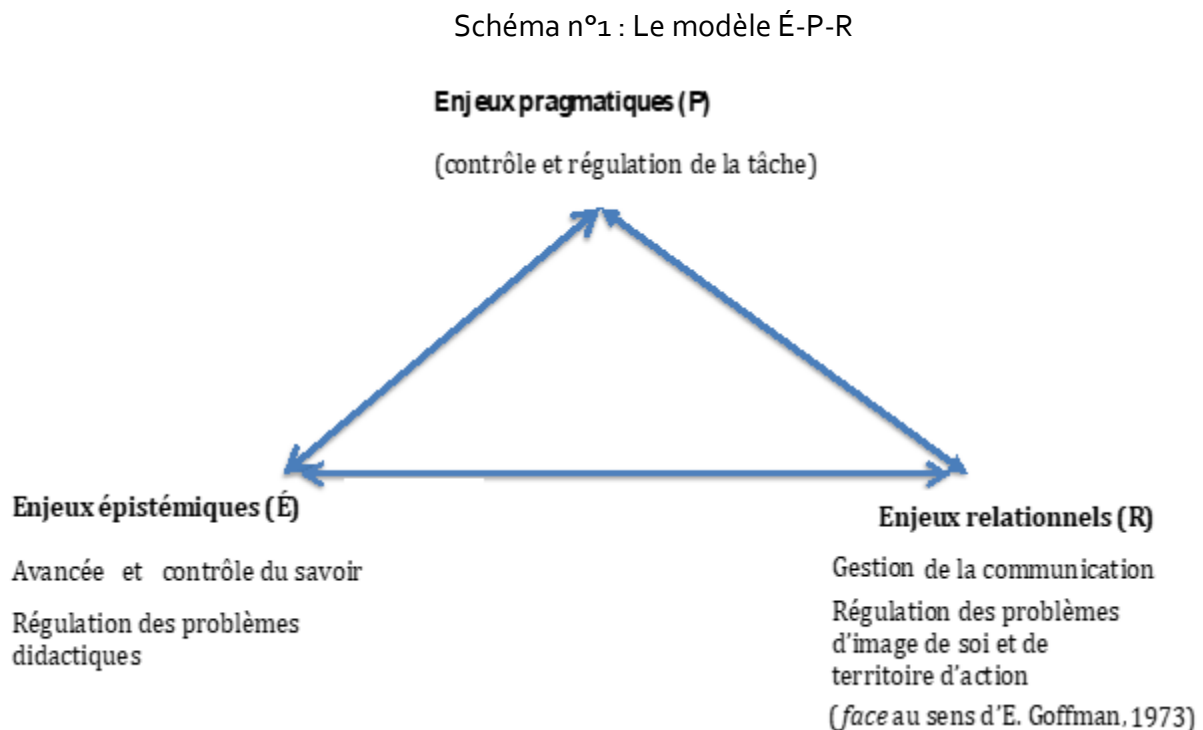 Schéma n°1 : Le modèle É-P-R
Enjeux pragmatiques (P)
(contrôle et régulation de la tâche)
Enjeux épistémiques (É)
Avancée et contrôle du savoir
Régulation des problèmes
didactiques
Enjeux relationnels (R)
Gestion de la communication
Régulation des problèmes
d'image de soi et de
territoire d'action
(face au sens d'E. Goffman, 1973)